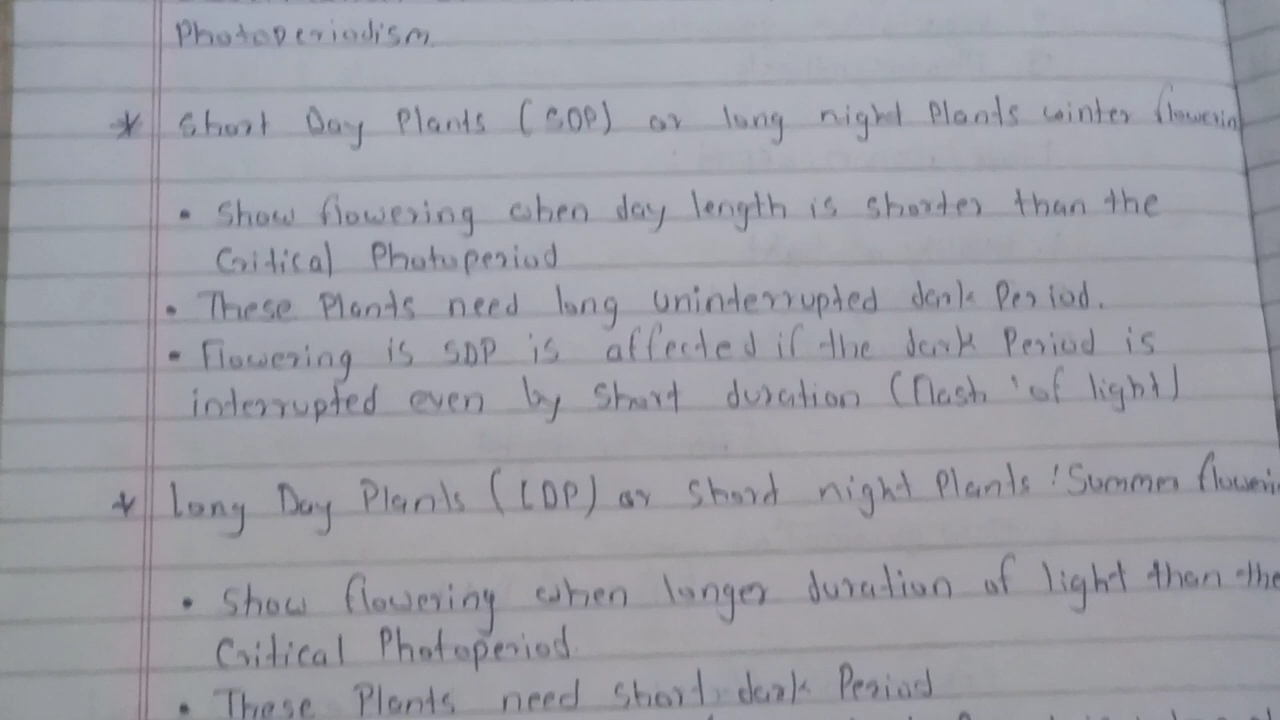 Photoperiodism
* Short Day Plants (SDP) or long night Plants winter flowerin
• Show flowering when day length is shorter than the
Critical Photoperiod
• These Plants need long uninterrupted dark Period.
• Flowering is SDP is affected if the dark Period is
interrupted even by short duration (flash of light)
* Long Day Plants (LDP) or Short night Plants Summer floweri
• Show flowering when longer duration of light than the
Critical Photoperiod
• These Plants need short dark Period